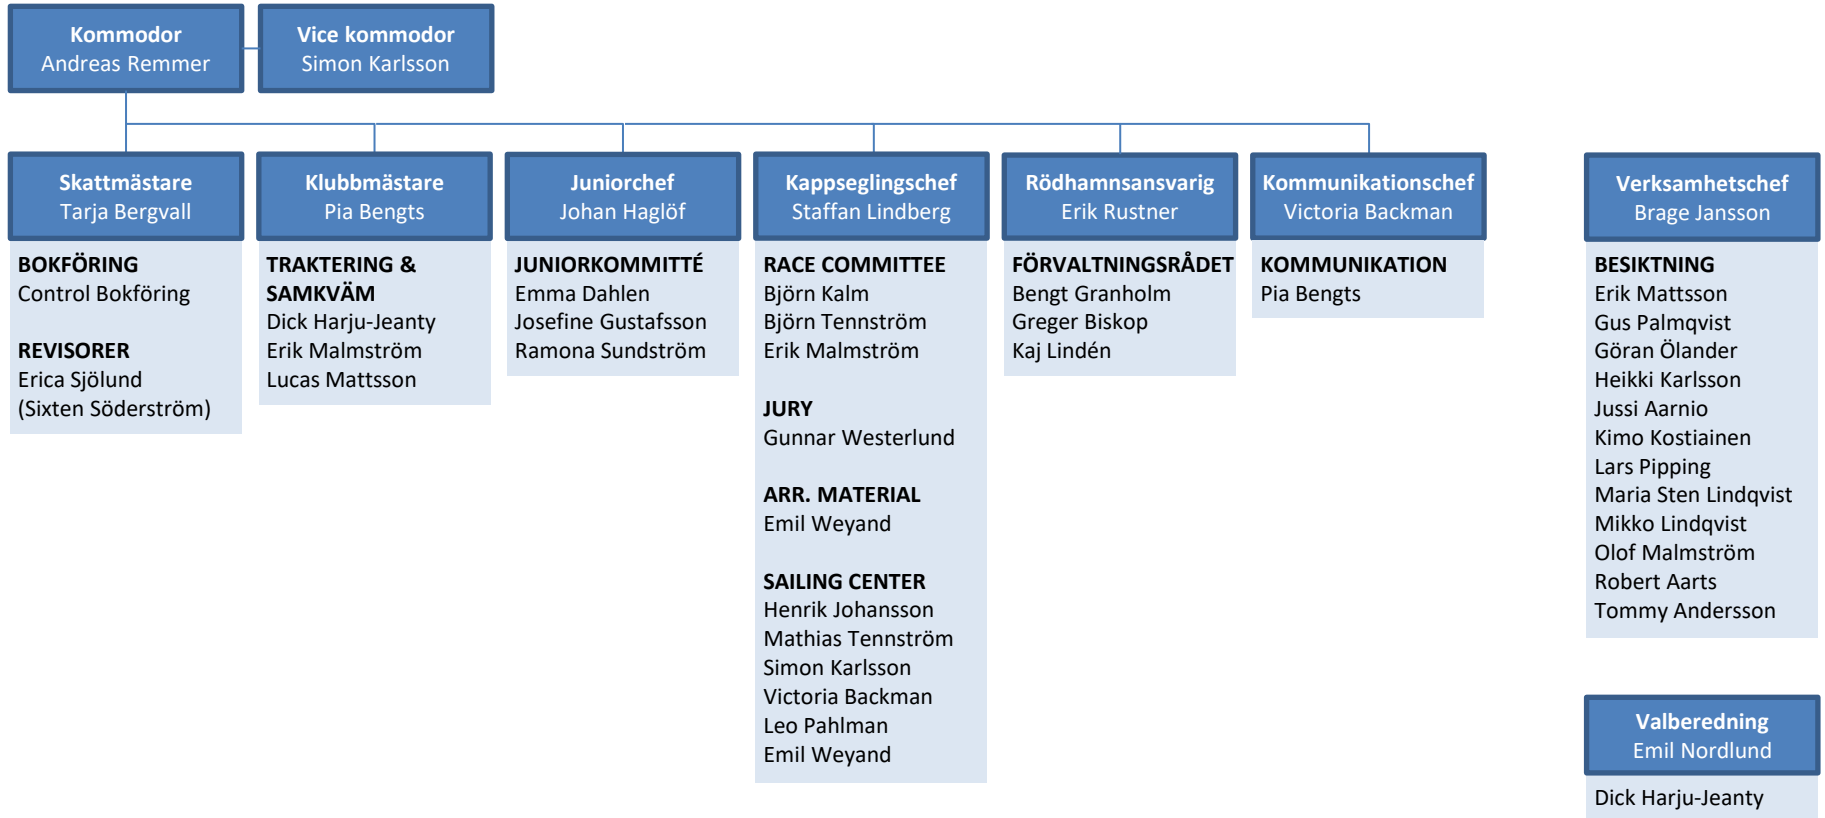 Kommodor
Andreas Remmer
Vice kommodor
Simon Karlsson
Skattmästare
Tarja Bergvall
BOKFÖRING
Control Bokföring
REVISORER
Erica Sjölund
(Sixten Söderström)
Klubbmästare
Pia Bengts
TRAKTERING &
SAMKVÄM
Dick Harju-Jeanty
Erik Malmström
Lucas Mattsson
Juniorchef
Johan Haglöf
JUNIORKOMMITTÉ
Emma Dahlen
Josefine Gustafsson
Ramona Sundström
Kappseglingschef
Staffan Lindberg
RACE COMMITTEE
Björn Kalm
Björn Tennström
Erik Malmström
JURY
Gunnar Westerlund
ARR. MATERIAL
Emil Weyand
SAILING CENTER
Henrik Johansson
Mathias Tennström
Simon Karlsson
Victoria Backman
Leo Pahlman
Emil Weyand
Rödhamnsansvarig
Erik Rustner
FÖRVALTNINGSRÅDET
Bengt Granholm
Greger Biskop
Kaj Lindén
Kommunikationschef
Victoria Backman
KOMMUNIKATION
Pia Bengts
Verksamhetschef
Brage Jansson
BESIKTNING
Erik Mattsson
Gus Palmqvist
Göran Ölander
Heikki Karlsson
Jussi Aarnio
Kimo Kostiainen
Lars Pipping
Maria Sten Lindqvist
Mikko Lindqvist
Olof Malmström
Robert Aarts
Tommy Andersson
Valberedning
Emil Nordlund
Dick Harju-Jeanty